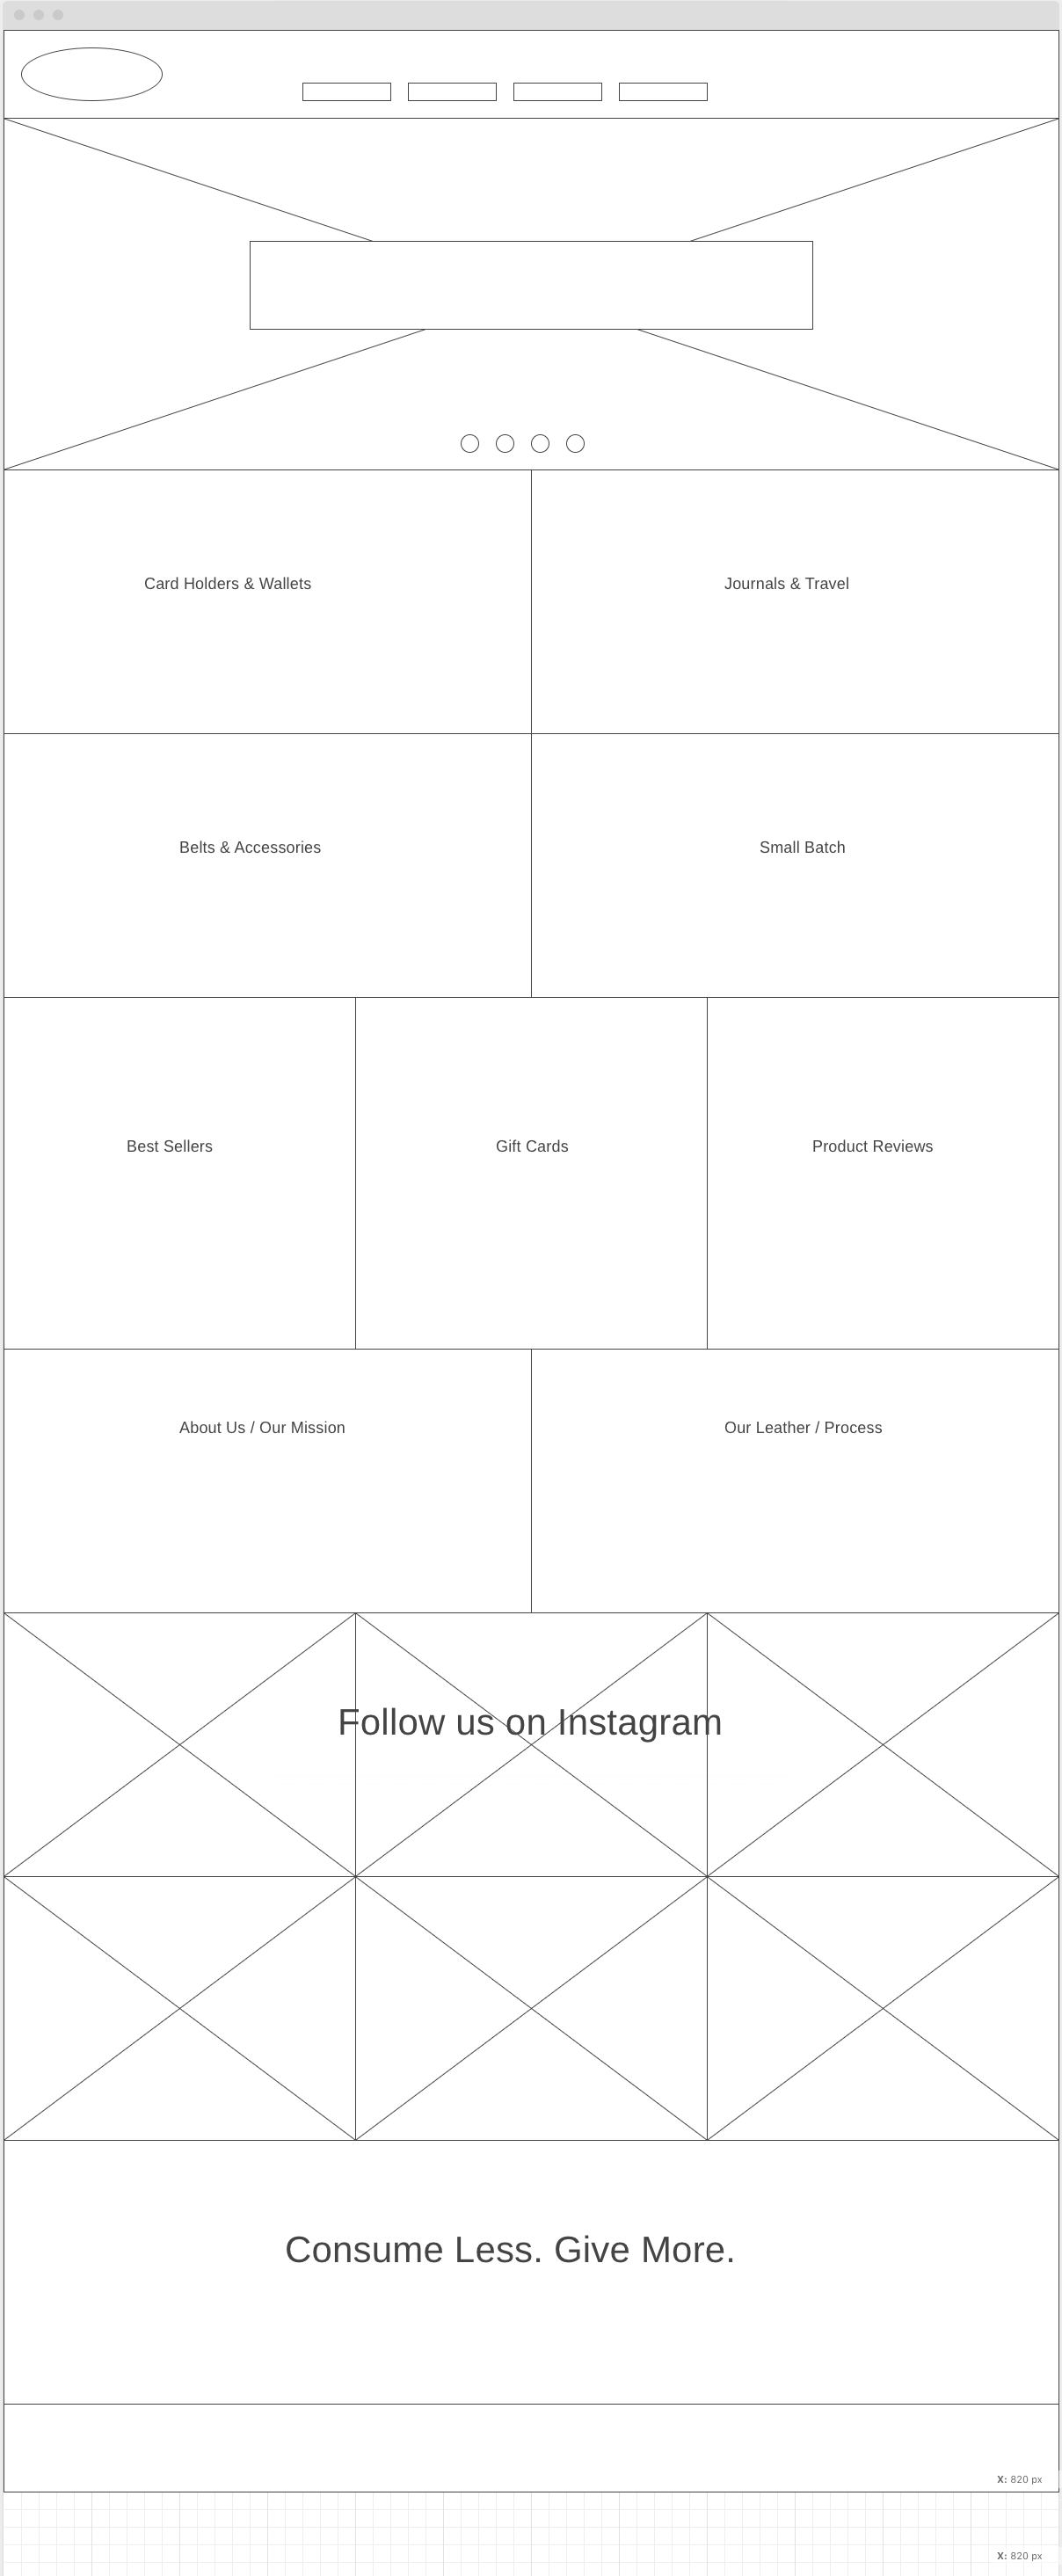 Card Holders & Wallets
Journals & Travel
Belts & Accessories
Small Batch
Best Sellers
Gift Cards
Product Reviews
About Us / Our Mission
Our Leather / Process
Follow us on Instagram
Consume Less. Give More.
X: 820 px
X: 820 px